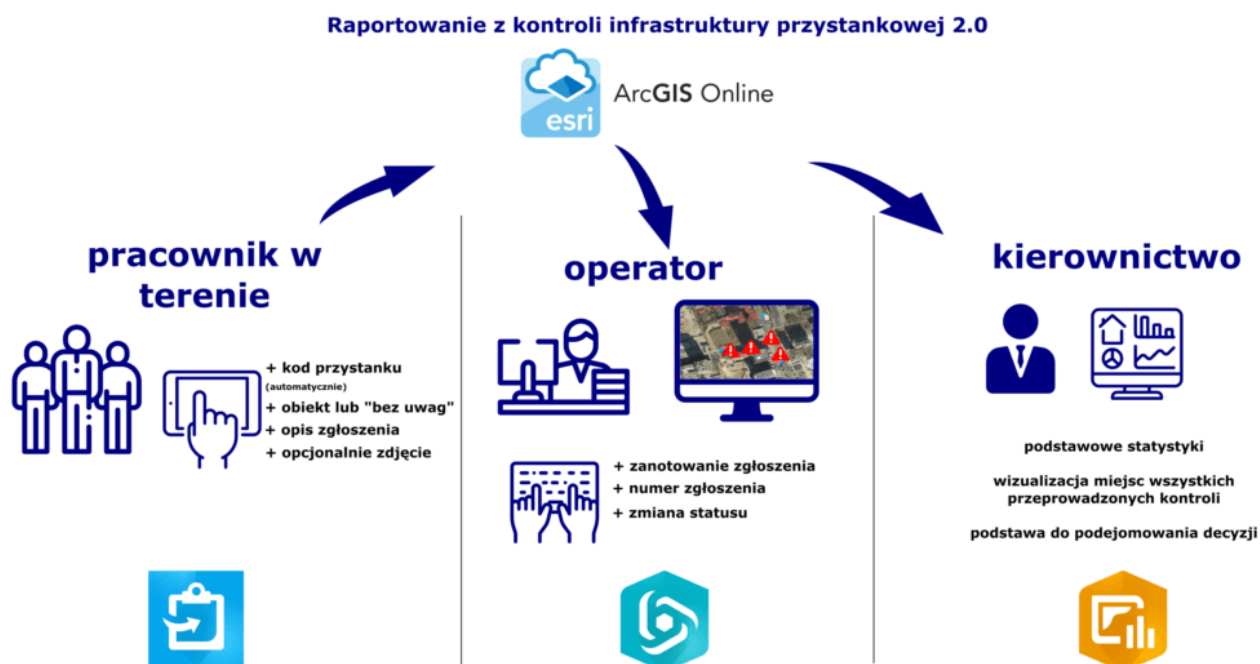 Raportowanie z kontroli infrastruktury przystankowej 2.0
esri
ArcGIS Online
pracownik w
terenie
+ kod przystanku
(automatycznie)
+ obiekt lub "bez uwag"
+ opis zgłoszenia
+ opcjonalnie zdjęcie
operator
+ zanotowanie zgłoszenia
+ numer zgłoszenia
+ zmiana statusu
kierownictwo
podstawowe statystyki
wizualizacja miejsc wszystkich
przeprowadzonych kontroli
podstawa do podejomowania decyzji